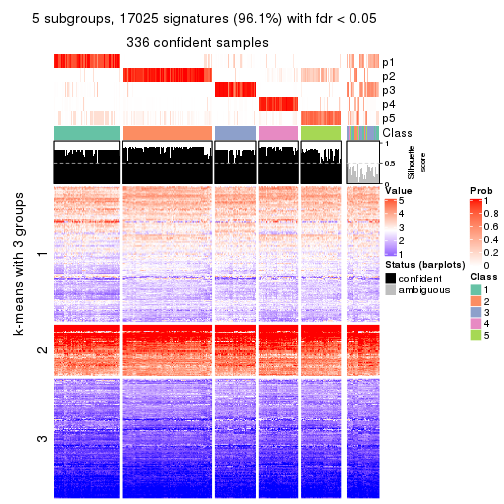 5 subgroups, 17025 signatures (96.1%) with fdr < 0.05
336 confident samples
p1
p2
p3
p4
p5
Class
1
0.5
0
Silhouette
score
k-means with 3 groups
1
2
3
Value
5
4
3
2
1
Status (barplots)
confident
ambiguous
Prob
1
0.8
0.6
0.4
0.2
0
Class
1
2
3
4
5